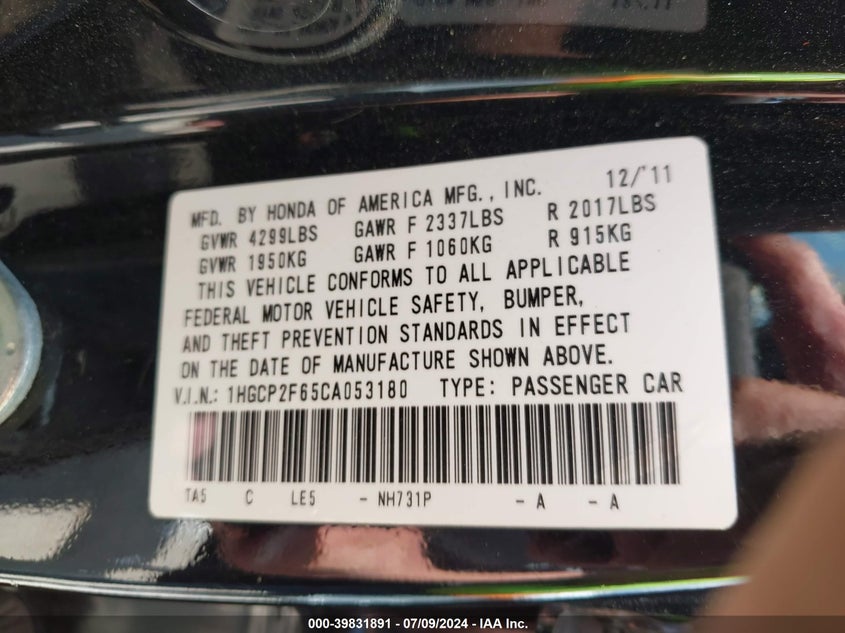 MFD. BY HONDA OF AMERICA MFG., INC. 12/'11
GVWR 4299LBS GAWR F 2337LBS R 2017LBS
GVWR 1950KG GAWR F 1060KG R 915KG
THIS VEHICLE CONFORMS TO ALL APPLICABLE
FEDERAL MOTOR VEHICLE SAFETY, BUMPER,
AND THEFT PREVENTION STANDARDS IN EFFECT
ON THE DATE OF MANUFACTURE SHOWN ABOVE.
V.I.N.: 1HGCP2F65CA053180 TYPE: PASSENGER CAR
TA5 C LE5 - NH731P - A - A
000-39831891 / 07/09/2024 - IAA Inc.